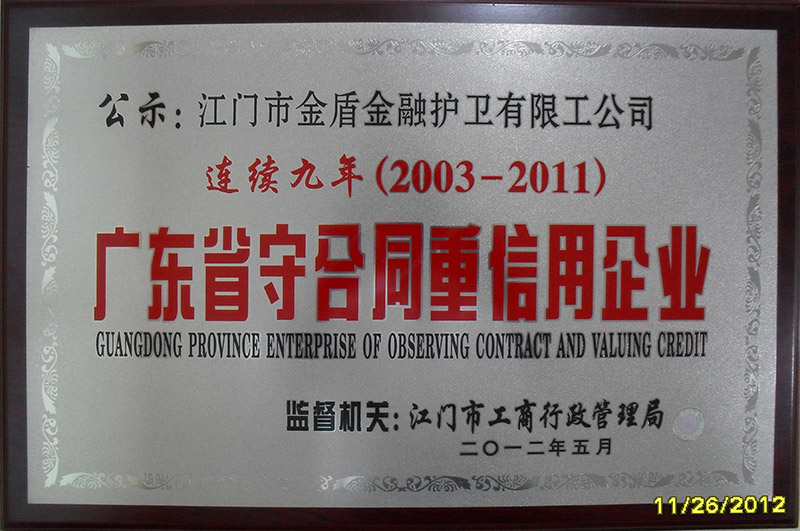 公示：江门市金盾金融护卫有限工公司
连续九年(2003-2011)
广东省守合同重信用企业
GUANGDONG PROVINCE ENTERPRISE OF OBSERVING CONTRACT AND VALUING CREDIT
监督机关：江门市工商行政管理局
二〇一二年五月
11/26/2012